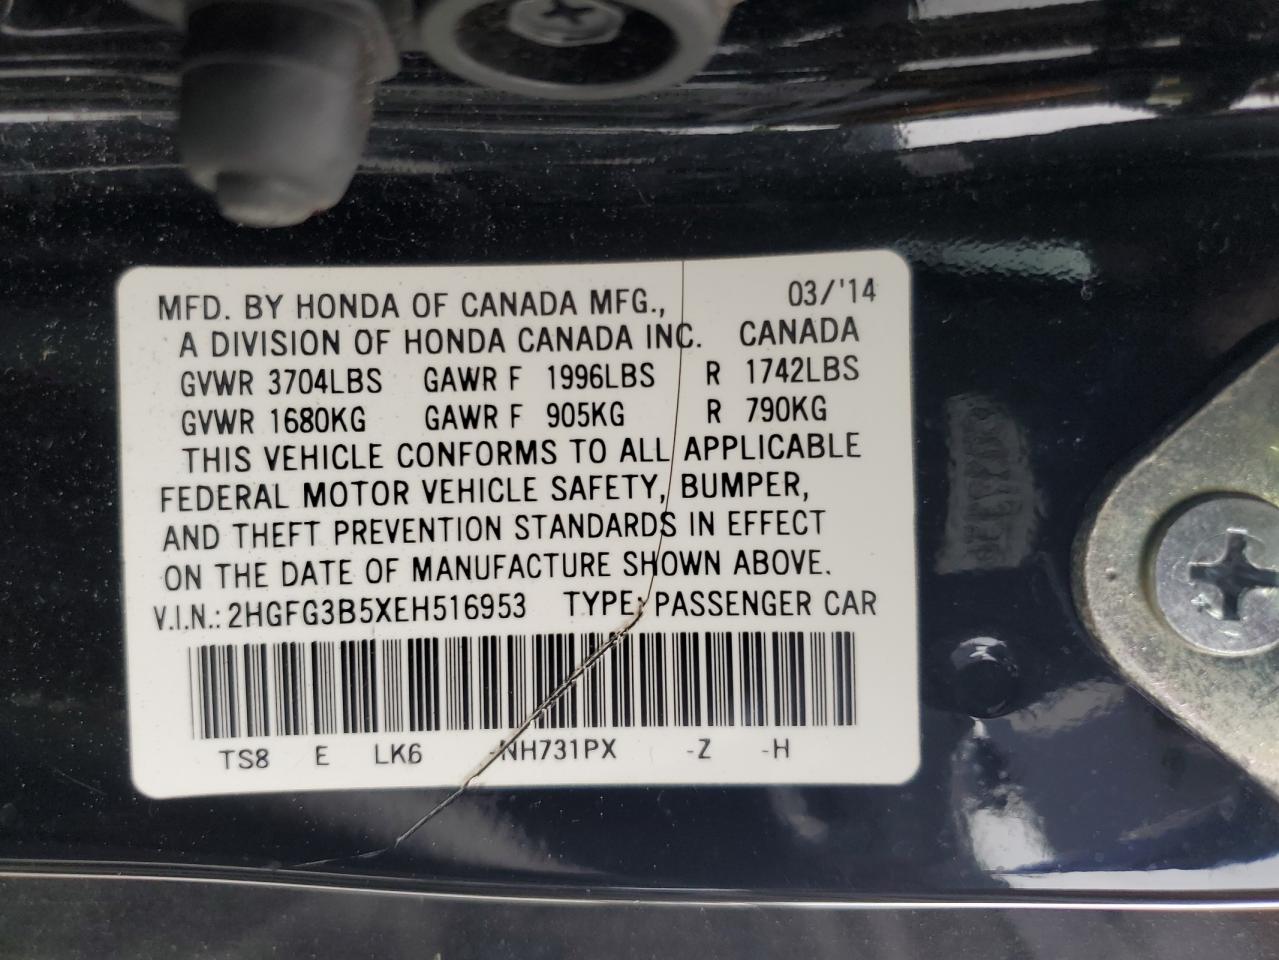 MFD. BY HONDA OF CANADA MFG., 03/'14
A DIVISION OF HONDA CANADA INC. CANADA
GVWR 3704LBS GAWR F 1996LBS R 1742LBS
GVWR 1680KG GAWR F 905KG R 790KG
THIS VEHICLE CONFORMS TO ALL APPLICABLE
FEDERAL MOTOR VEHICLE SAFETY, BUMPER,
AND THEFT PREVENTION STANDARDS IN EFFECT
ON THE DATE OF MANUFACTURE SHOWN ABOVE.
V.I.N.: 2HGFG3B5XEH516953 TYPE: PASSENGER CAR
TS8 E LK6 -NH731PX -Z -H